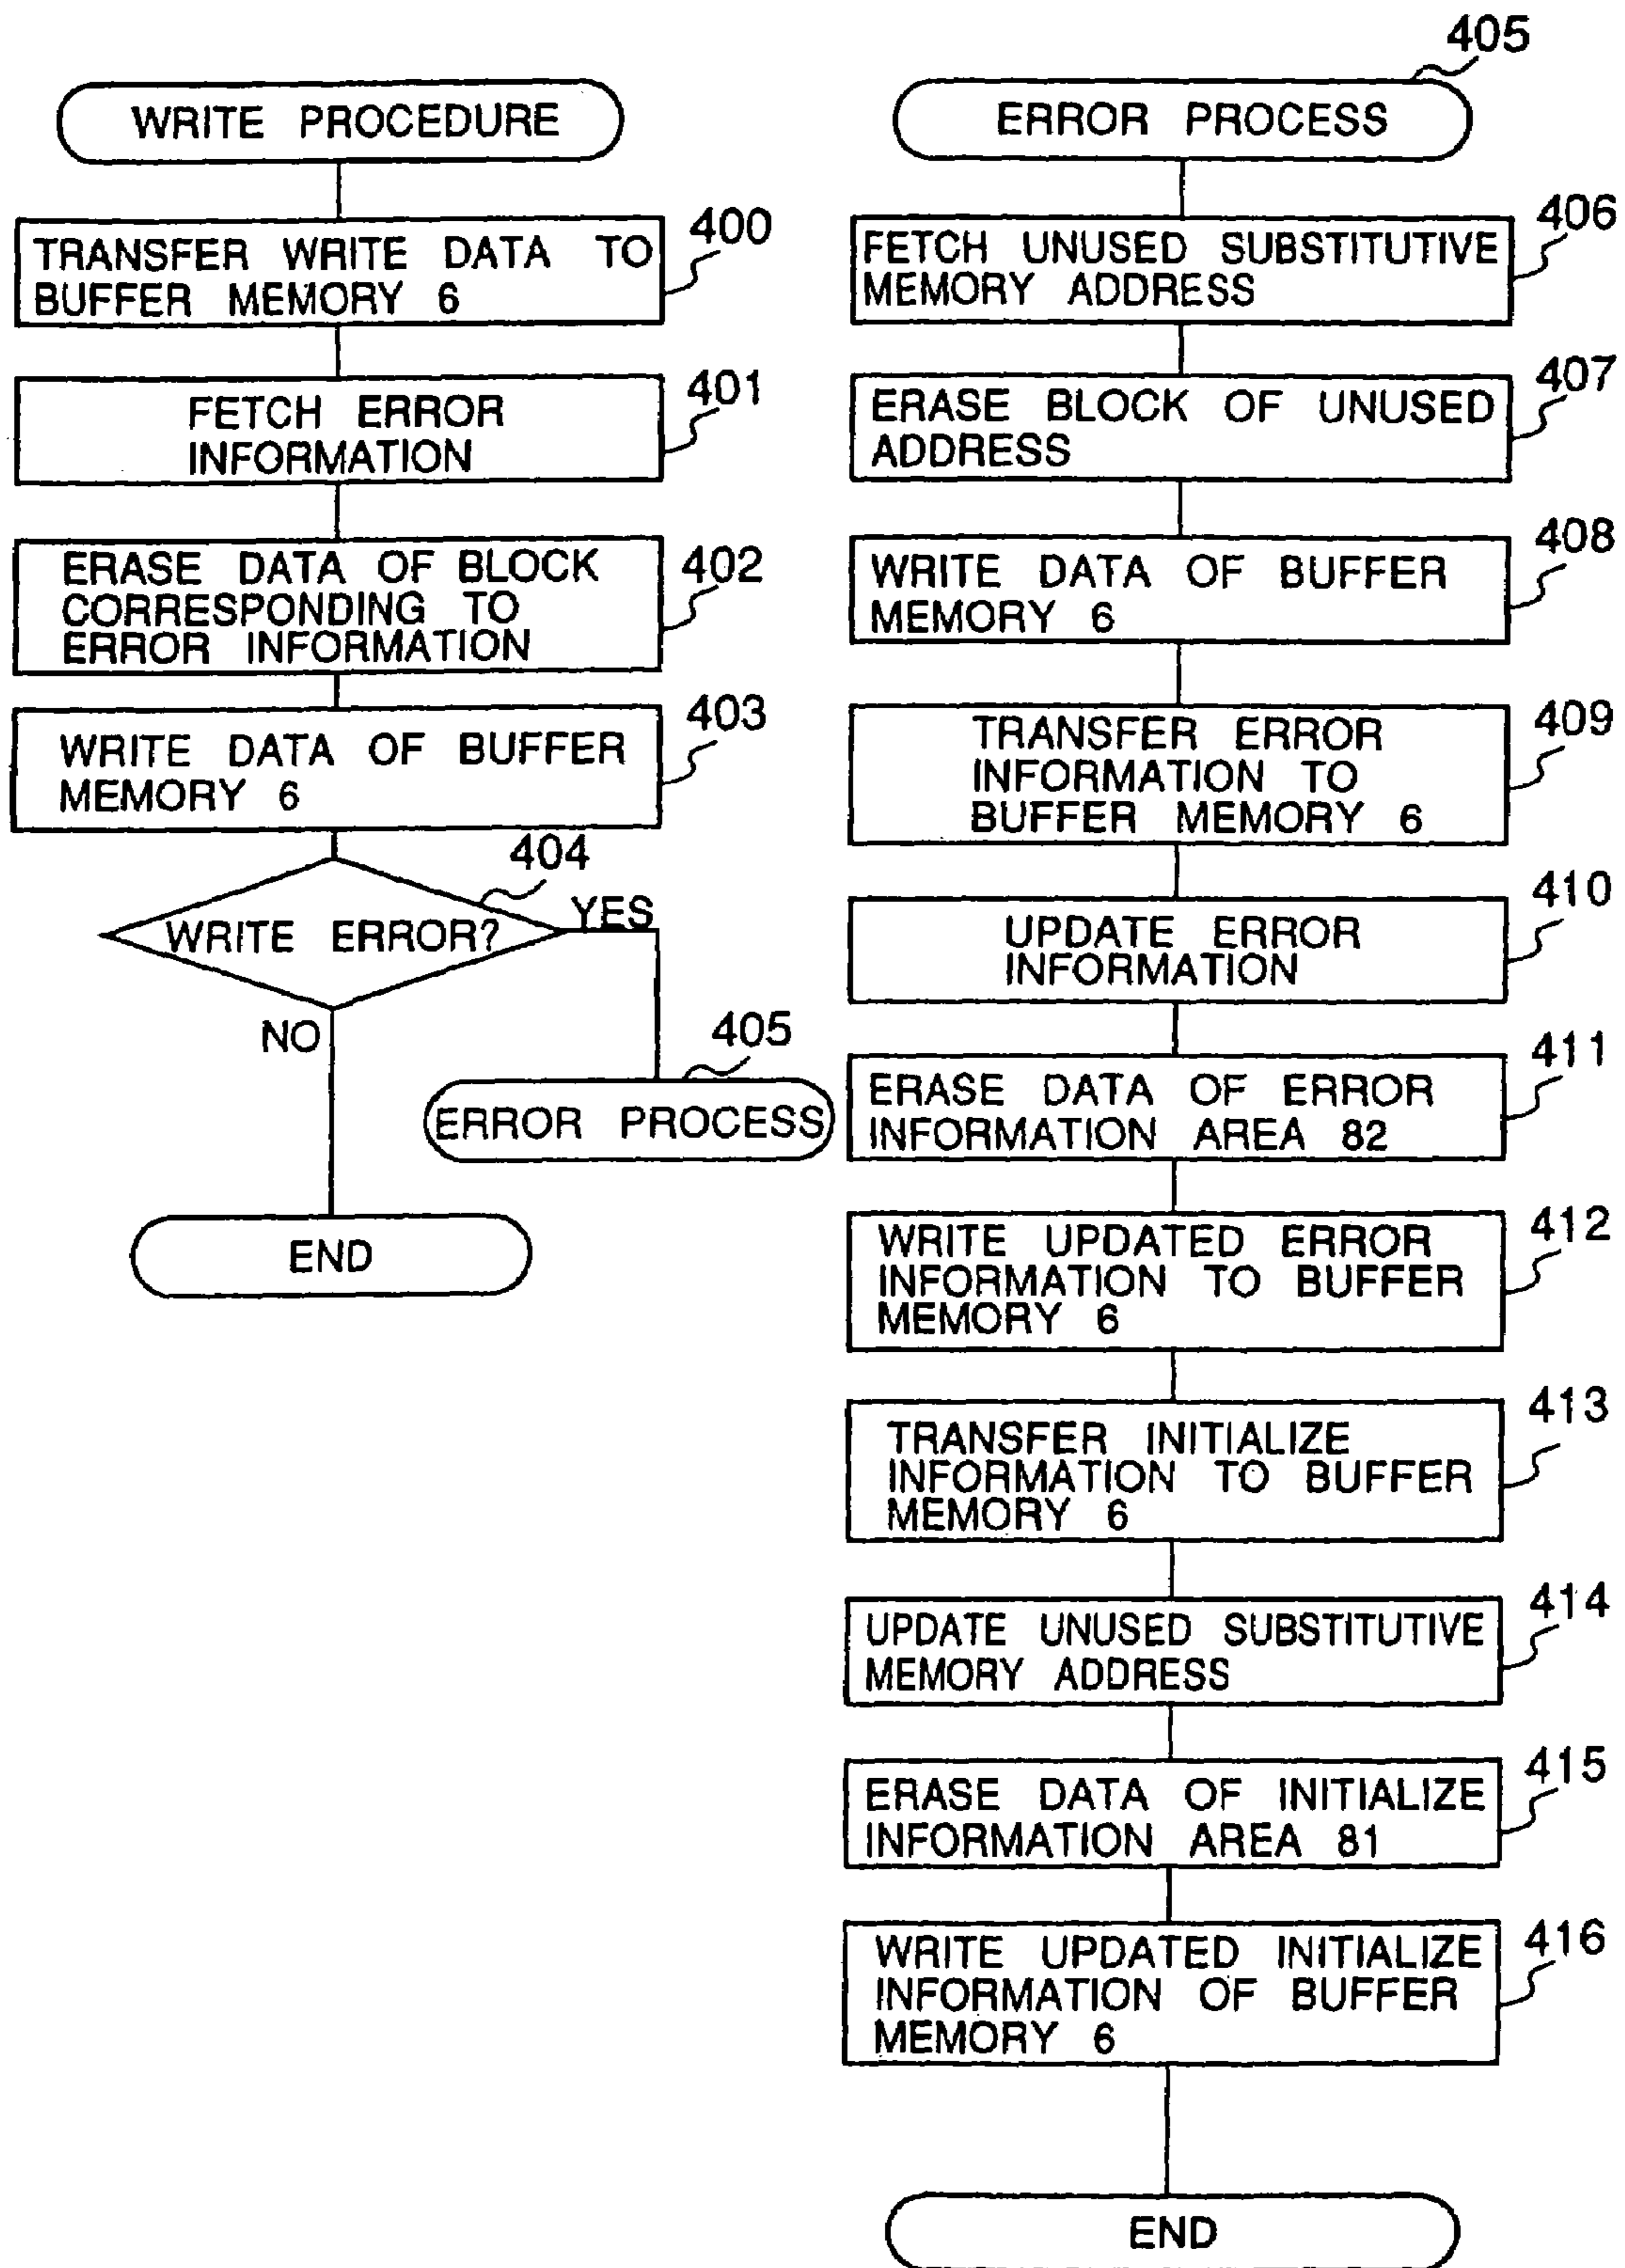 WRITE PROCEDURE
400
TRANSFER WRITE DATA TO
BUFFER MEMORY 6
401
FETCH ERROR
INFORMATION
402
ERASE DATA OF BLOCK
CORRESPONDING TO
ERROR INFORMATION
403
WRITE DATA OF BUFFER
MEMORY 6
404
WRITE ERROR?
YES
NO
405
ERROR PROCESS
END
405
ERROR PROCESS
406
FETCH UNUSED SUBSTITUTIVE
MEMORY ADDRESS
407
ERASE BLOCK OF UNUSED
ADDRESS
408
WRITE DATA OF BUFFER
MEMORY 6
409
TRANSFER ERROR
INFORMATION TO
BUFFER MEMORY 6
410
UPDATE ERROR
INFORMATION
411
ERASE DATA OF ERROR
INFORMATION AREA 82
412
WRITE UPDATED ERROR
INFORMATION TO BUFFER
MEMORY 6
413
TRANSFER INITIALIZE
INFORMATION TO BUFFER
MEMORY 6
414
UPDATE UNUSED SUBSTITUTIVE
MEMORY ADDRESS
415
ERASE DATA OF INITIALIZE
INFORMATION AREA 81
416
WRITE UPDATED INITIALIZE
INFORMATION OF BUFFER
MEMORY 6
END